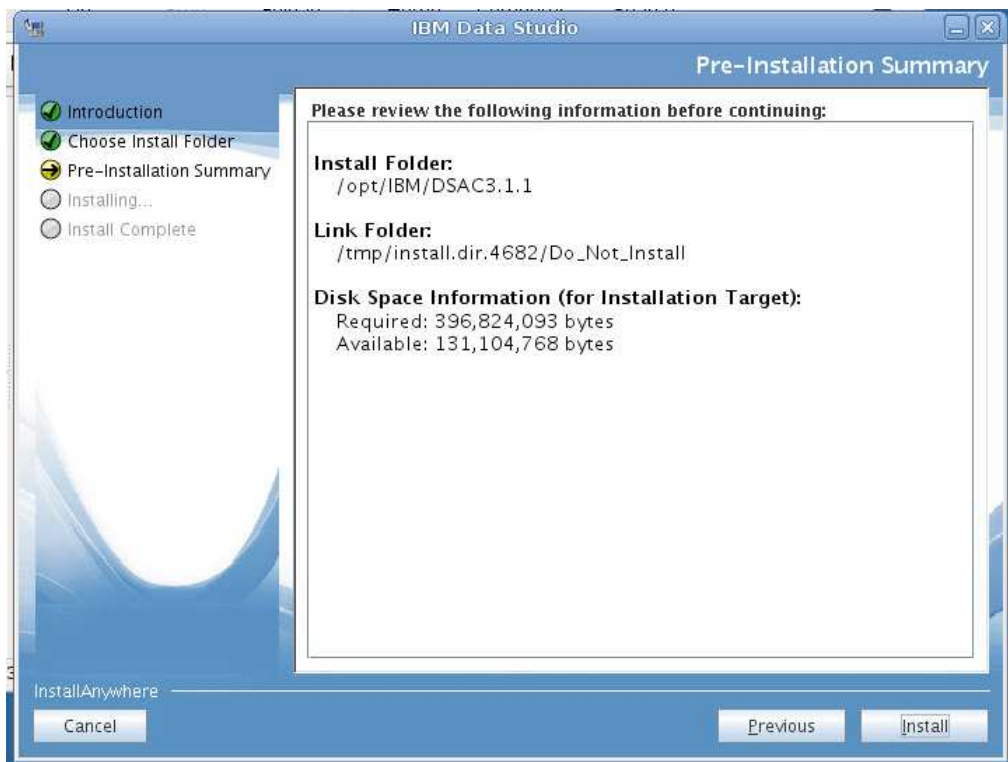 IBM Data Studio
Pre-Installation Summary
Introduction
Choose Install Folder
Pre-Installation Summary
Installing...
Install Complete
Please review the following information before continuing:
Install Folder:
/opt/IBM/DSAC3.1.1
Link Folder:
/tmp/install.dir.4682/Do_Not_Install
Disk Space Information (for Installation Target):
Required: 396,824,093 bytes
Available: 131,104,768 bytes
InstallAnywhere
Cancel
Previous
Install